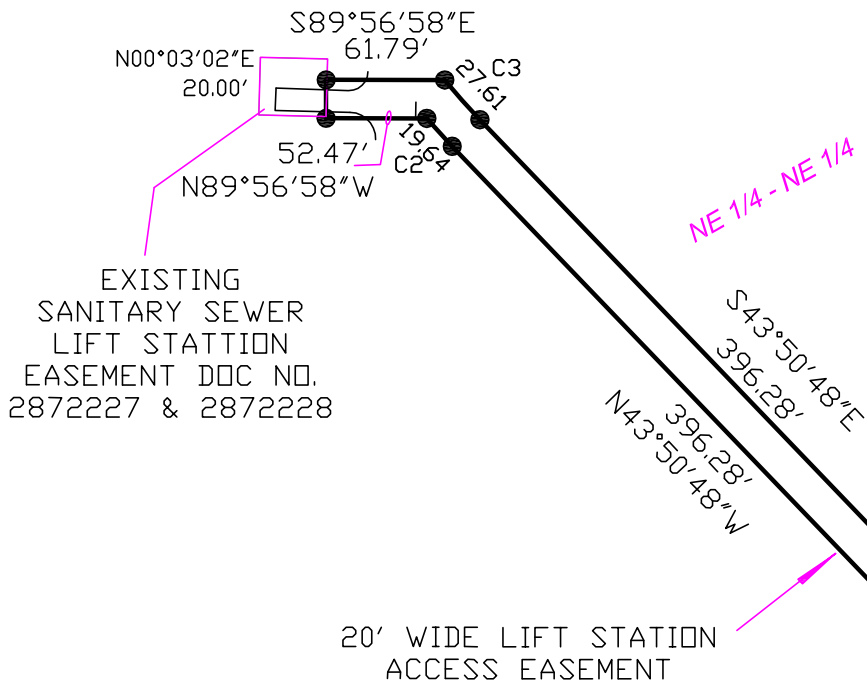 S89°56'58"E
61.79'
N00°03'02"E
20.00'
C3
27.61
19.64
C2
52.47'
N89°56'58"W
NE 1/4 - NE 1/4
EXISTING
SANITARY SEWER
LIFT STATTION
EASEMENT DOC NO.
2872227 & 2872228
S43°50'48"E
396.28'
396.28'
N43°50'48"W
20' WIDE LIFT STATION
ACCESS EASEMENT